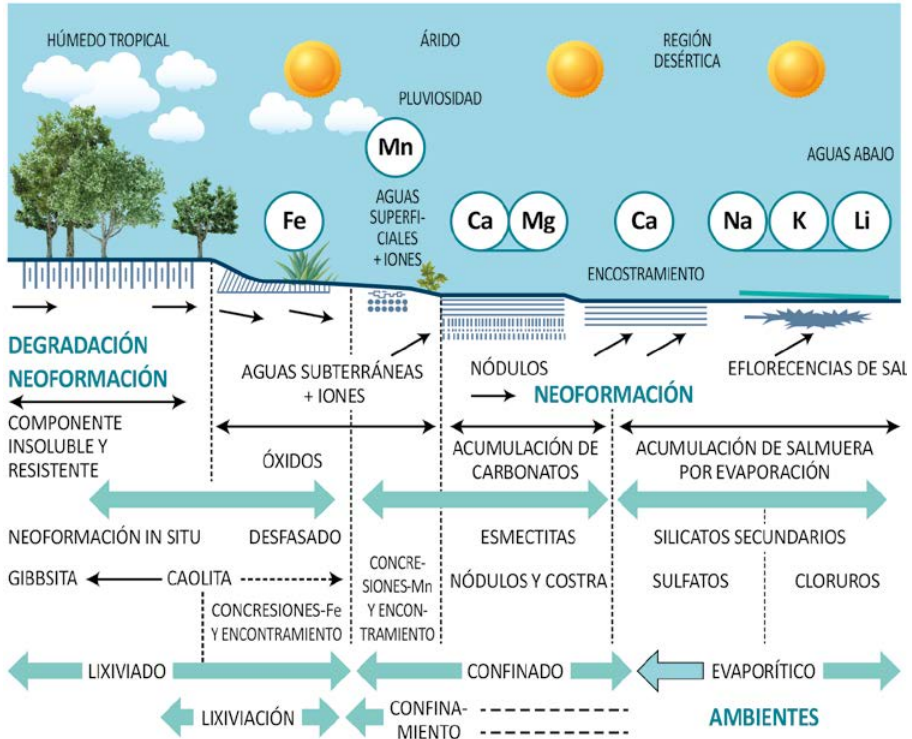 HÚMEDO TROPICAL
ÁRIDO
REGIÓN
DESÉRTICA
PLUVIOSIDAD
Mn
AGUAS ABAJO
AGUAS
SUPERFI-
CIALES
+ IONES
Fe
Ca
Mg
Ca
Na
K
Li
ENCOSTRAMIENTO
DEGRADACIÓN
NEOFORMACIÓN
AGUAS SUBTERRÁNEAS
+ IONES
NÓDULOS
NEOFORMACIÓN
EFLORECENCIAS DE SAL
COMPONENTE
INSOLUBLE Y
RESISTENTE
ÓXIDOS
ACUMULACIÓN DE
CARBONATOS
ACUMULACIÓN DE SALMUERA
POR EVAPORACIÓN
NEOFORMACIÓN IN SITU
DESFASADO
ESMECTITAS
SILICATOS SECUNDARIOS
GIBBSITA
CAOLITA
CONCRE-
SIONES-Mn
Y ENCON-
TRAMIENTO
NÓDULOS Y COSTRA
SULFATOS
CLORUROS
CONCRESIONES-Fe
Y ENCONTRAMIENTO
LIXIVIADO
CONFINADO
EVAPORÍTICO
LIXIVIACIÓN
CONFINA-
MIENTO
AMBIENTES